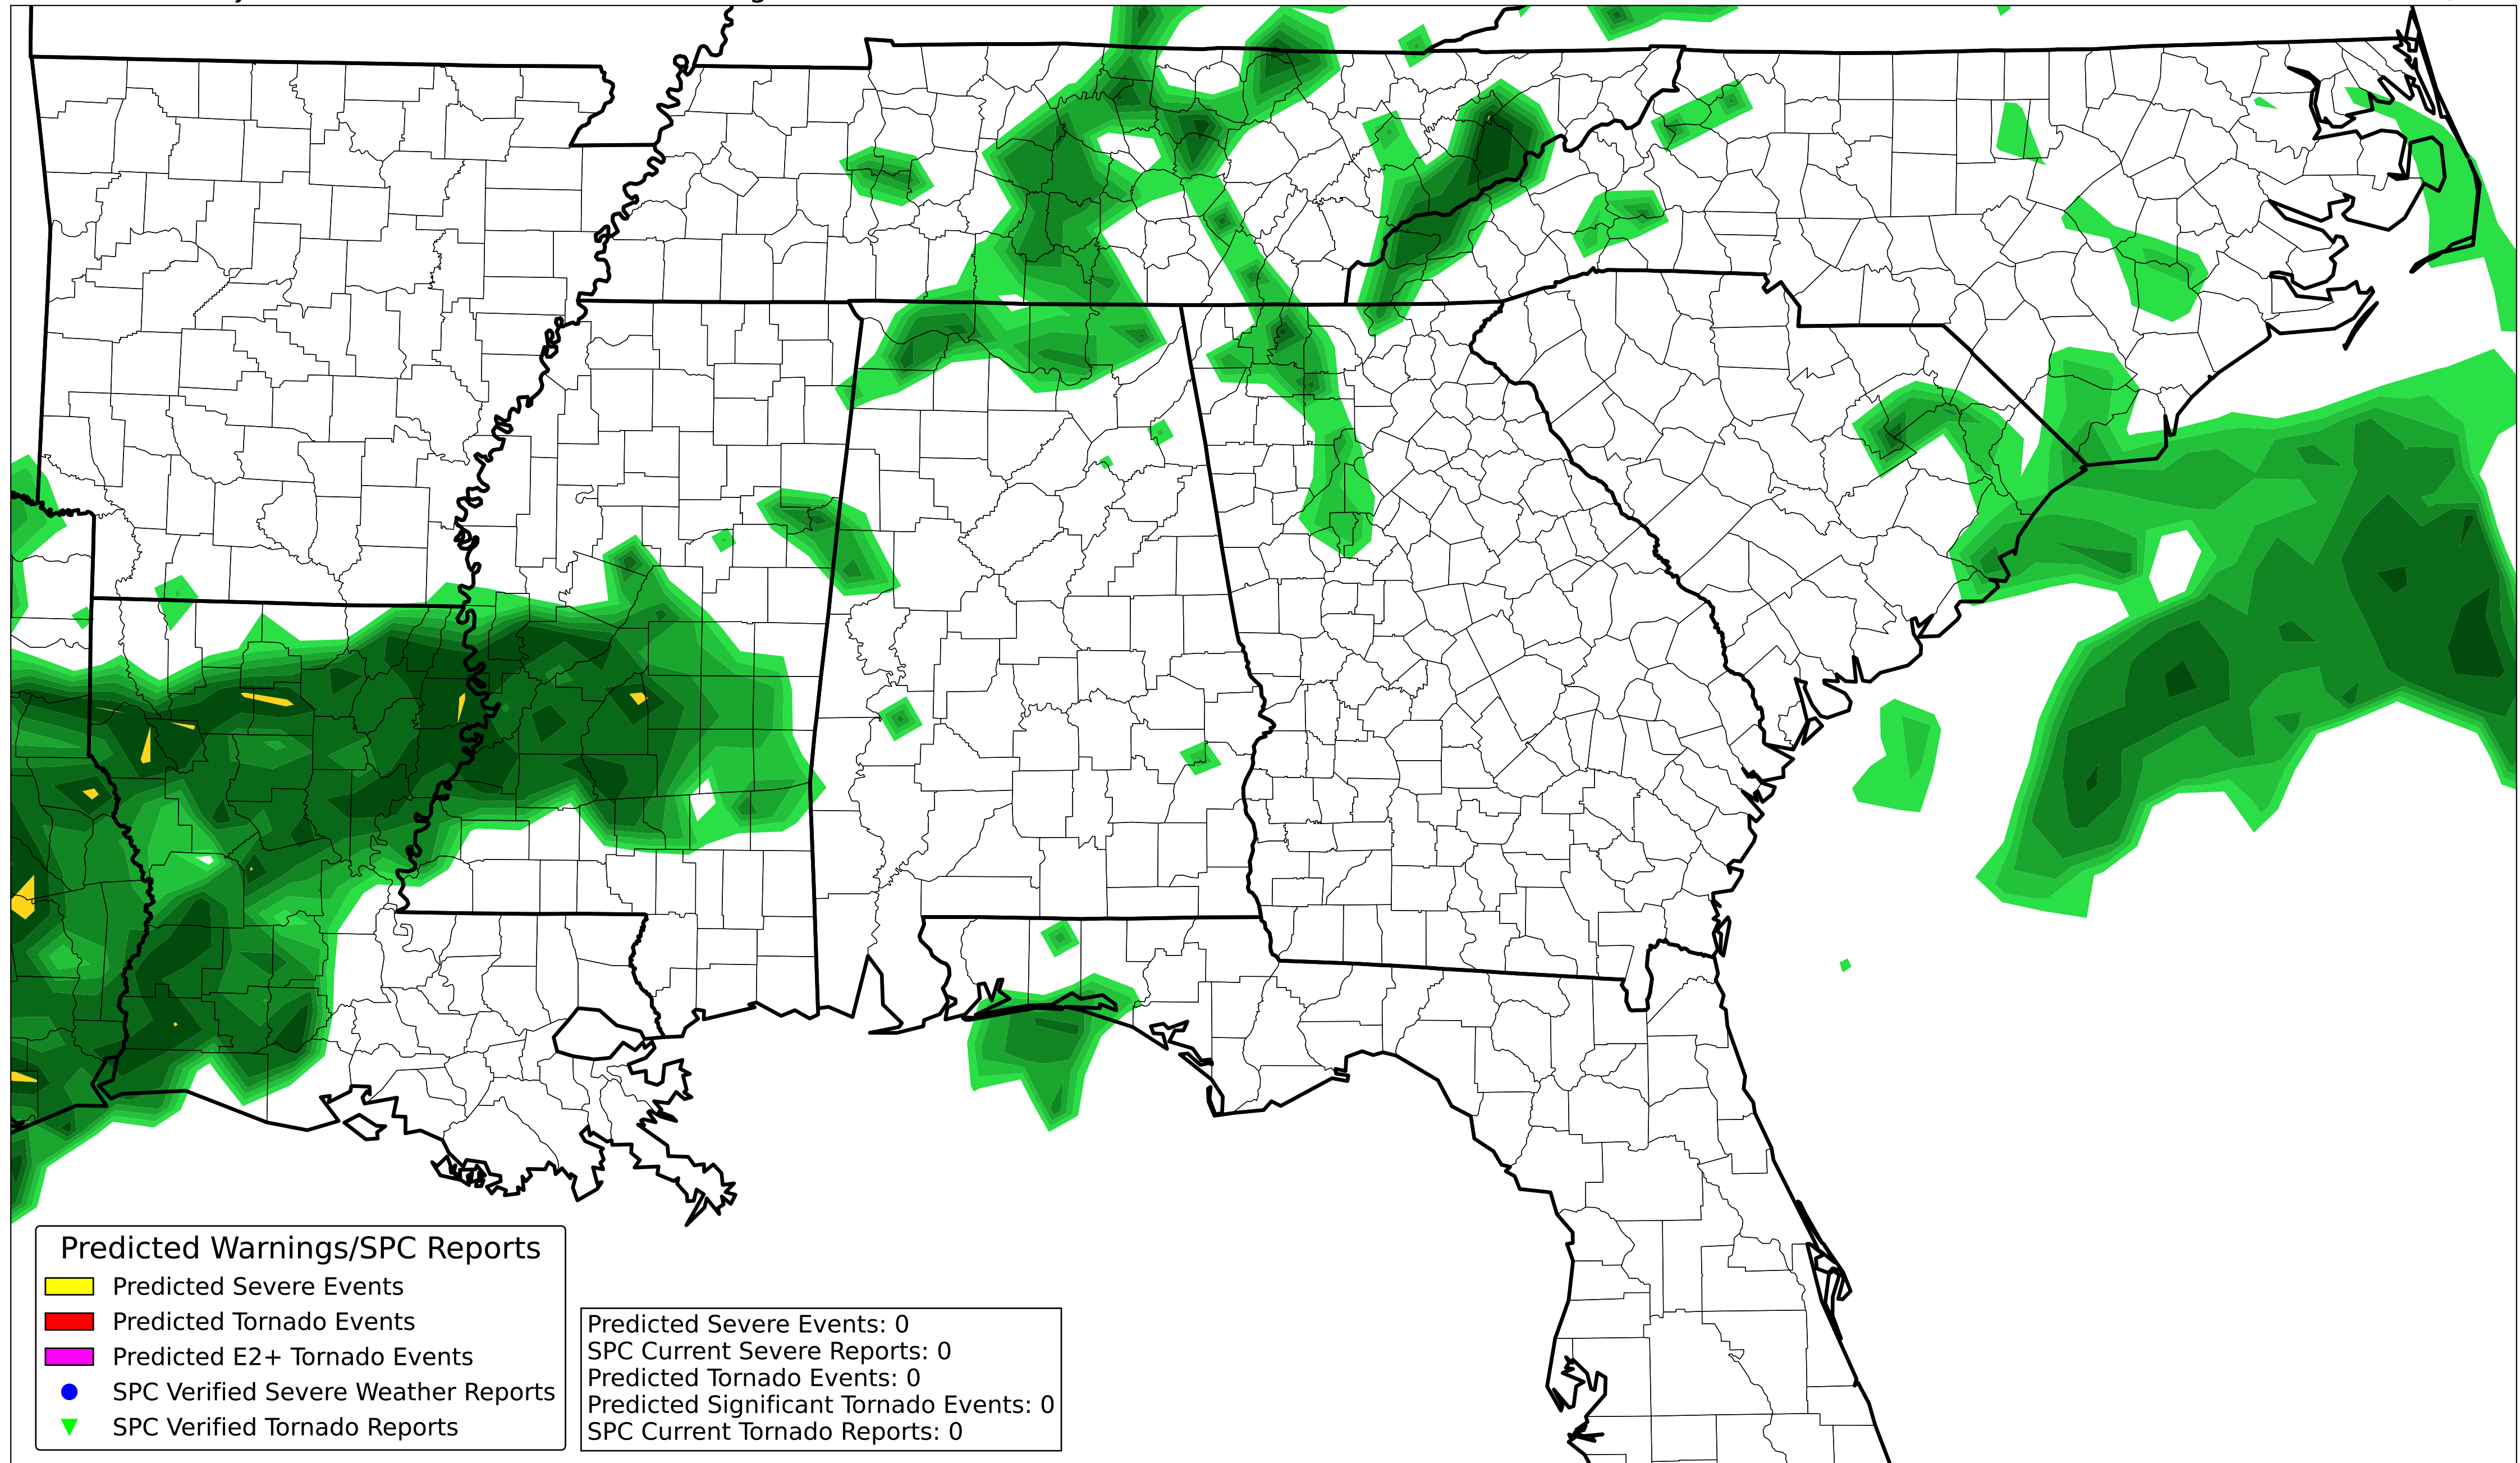 Predicted Warnings/SPC Reports
Predicted Severe Events
Predicted Tornado Events
Predicted E2+ Tornado Events
SPC Verified Severe Weather Reports
SPC Verified Tornado Reports
Predicted Severe Events: 0
SPC Current Severe Reports: 0
Predicted Tornado Events: 0
Predicted Significant Tornado Events: 0
SPC Current Tornado Reports: 0